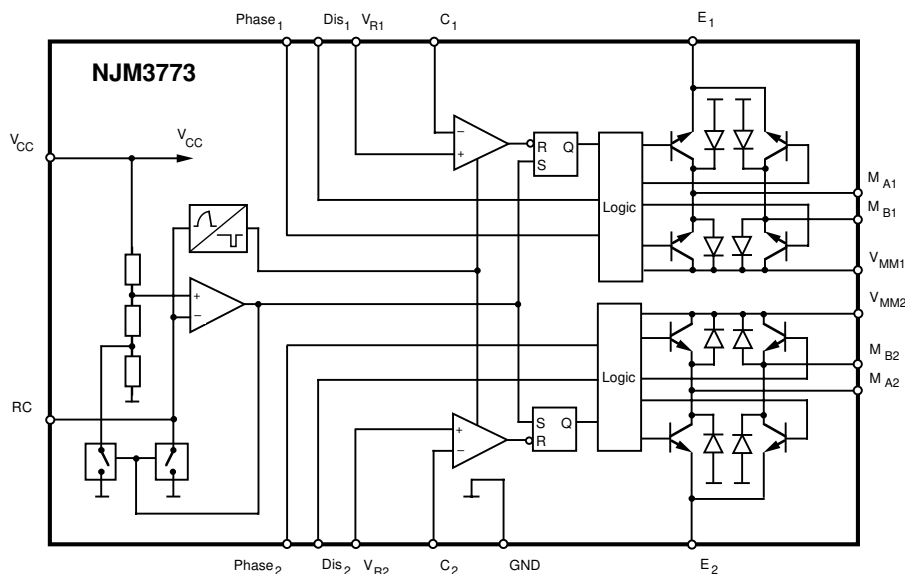 Phase1 Dis1 VR1 C1 E1
NJM3773
VCC VCC
R Q
S
+
−
Logic
MA1
MB1
VMM1
VMM2
+
−
Logic
MB2
MA2
RC
S Q
R
+
−
Phase2 Dis2 VR2 C2 GND E2